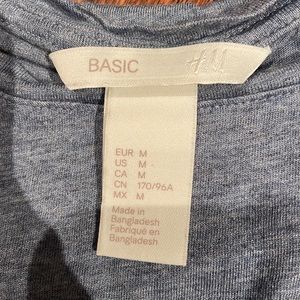 BASIC H&M
EUR M
US M
CA M
CN 170/96A
MX M
Made in
Bangladesh
Fabriqué en
Bangladesh